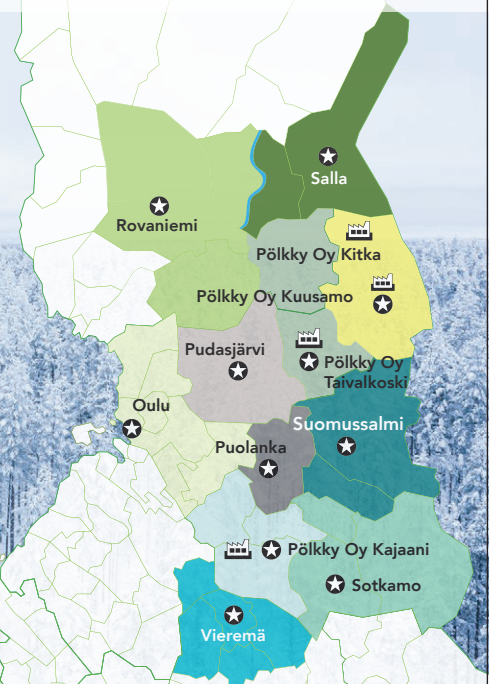 Salla
Rovaniemi
Pölkky Oy Kitka
Pölkky Oy Kuusamo
Pudasjärvi
Pölkky Oy
Taivalkoski
Oulu
Suomussalmi
Puolanka
Pölkky Oy Kajaani
Sotkamo
Vieremä